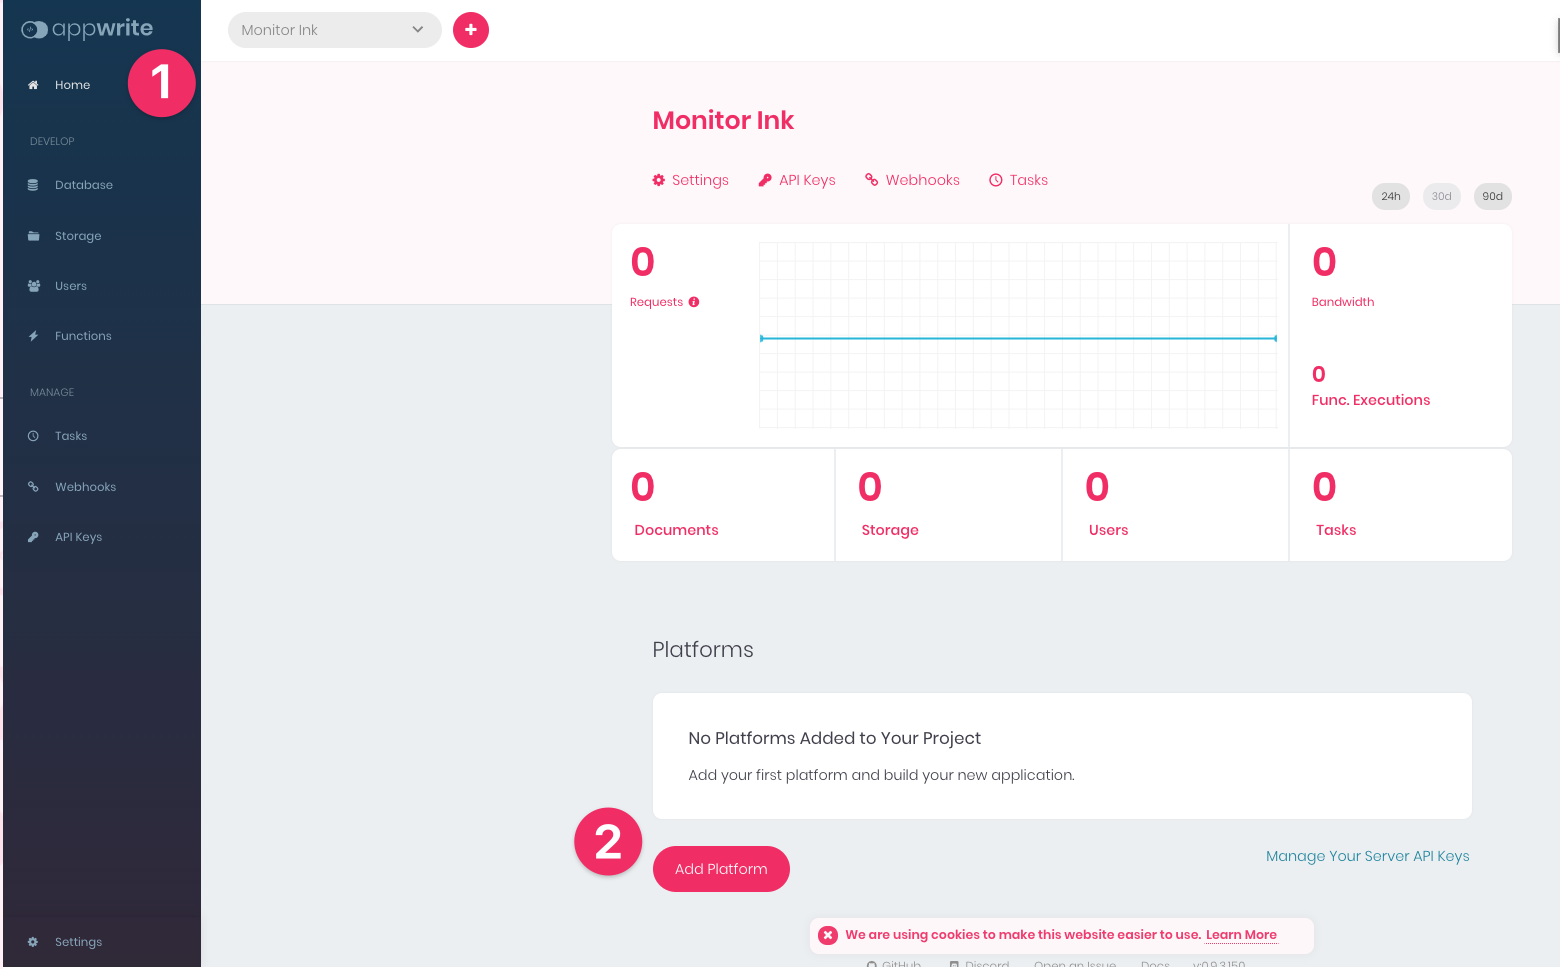 appwrite
Monitor Ink
Home
1
DEVELOP
Database
Storage
Users
Functions
MANAGE
Tasks
Webhooks
API Keys
Settings
Monitor Ink
Settings API Keys Webhooks Tasks
24h 30d 90d
0
Requests
0
Bandwidth
0
Func. Executions
0
Documents
0
Storage
0
Users
0
Tasks
Platforms
No Platforms Added to Your Project
Add your first platform and build your new application.
2
Add Platform
Manage Your Server API Keys
We are using cookies to make this website easier to use. Learn More
GitHub Discord Open an Issue Docs v:0.9.3.150